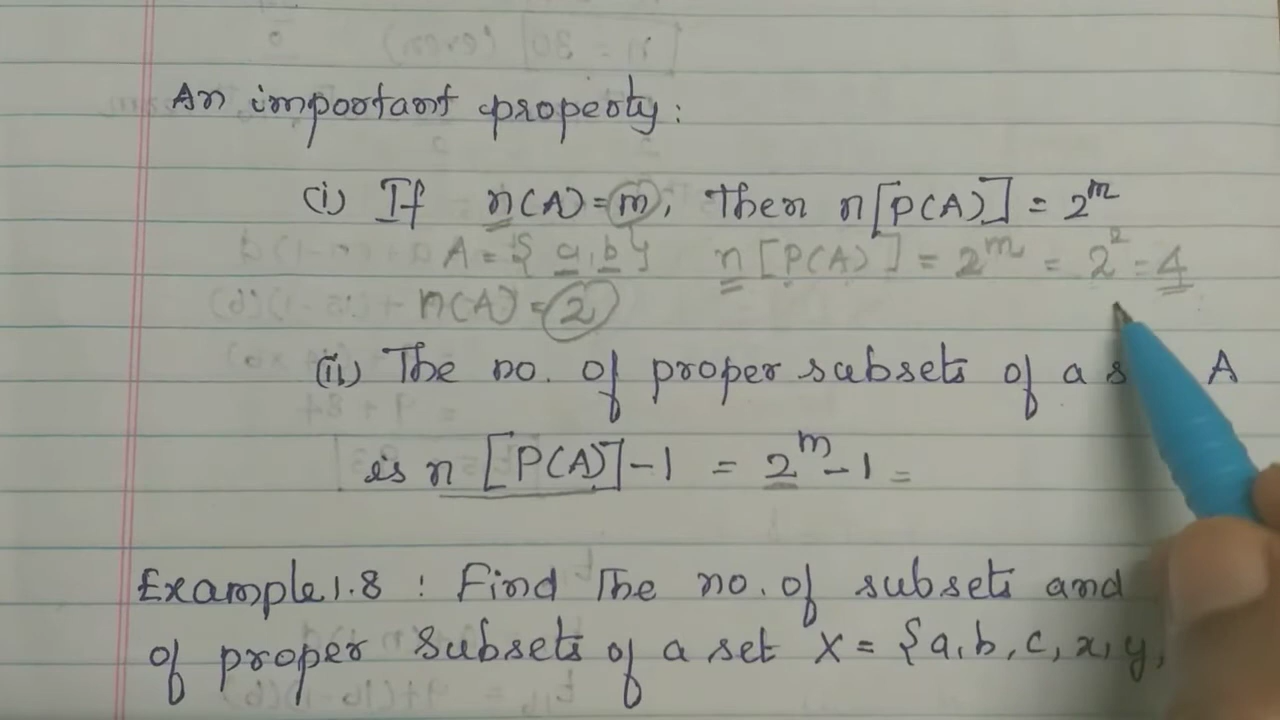 An important property:
(i) If n(A) = m, Then n[P(A)] = 2^m
A = { a, b } n[P(A)] = 2^m = 2^2 = 4
n(A) = 2
(ii) The no. of proper subsets of a s A
is n [P(A)] - 1 = 2^m - 1 =
Example 1.8 : Find The no. of subsets and
of proper subsets of a set X = {a, b, c, x, y,